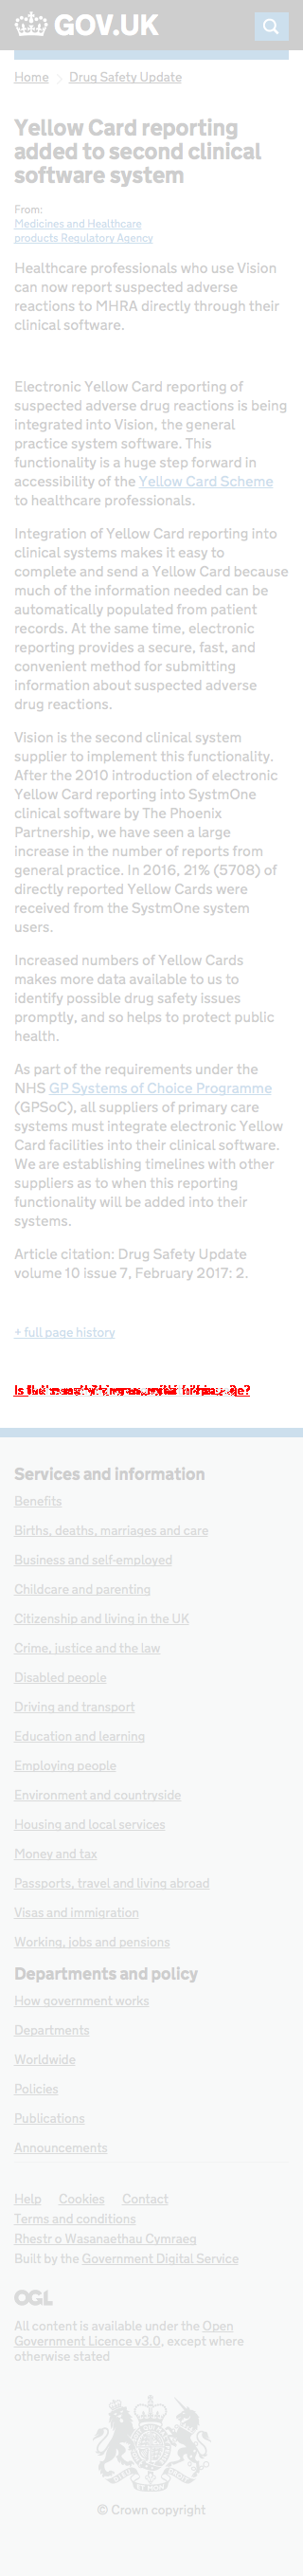 GOV.UK
Home
Drug Safety Update
Yellow Card reporting
added to second clinical
software system
From:
Medicines and Healthcare
products Regulatory Agency
Healthcare professionals who use Vision
can now report suspected adverse
reactions to MHRA directly through their
clinical software.
Electronic Yellow Card reporting of
suspected adverse drug reactions is being
integrated into Vision, the general
practice system software. This
functionality is a huge step forward in
accessibility of the Yellow Card Scheme
to healthcare professionals.
Integration of Yellow Card reporting into
clinical systems makes it easy to
complete and send a Yellow Card because
much of the information needed can be
automatically populated from patient
records. At the same time, electronic
reporting provides a secure, fast, and
convenient method for submitting
information about suspected adverse
drug reactions.
Vision is the second clinical system
supplier to implement this functionality.
After the 2010 introduction of electronic
Yellow Card reporting into SystmOne
clinical software by The Phoenix
Partnership, we have seen a large
increase in the number of reports from
general practice. In 2016, 21% (5708) of
directly reported Yellow Cards were
received from the SystmOne system
users.
Increased numbers of Yellow Cards
makes more data available to us to
identify possible drug safety issues
promptly, and so helps to protect public
health.
As part of the requirements under the
NHS GP Systems of Choice Programme
(GPSoC), all suppliers of primary care
systems must integrate electronic Yellow
Card facilities into their clinical software.
We are establishing timelines with other
suppliers as to when this reporting
functionality will be added into their
systems.
Article citation: Drug Safety Update
volume 10 issue 7, February 2017: 2.
+ full page history
Services and information
Benefits
Births, deaths, marriages and care
Business and self-employed
Childcare and parenting
Citizenship and living in the UK
Crime, justice and the law
Disabled people
Driving and transport
Education and learning
Employing people
Environment and countryside
Housing and local services
Money and tax
Passports, travel and living abroad
Visas and immigration
Working, jobs and pensions
Departments and policy
How government works
Departments
Worldwide
Policies
Publications
Announcements
Help Cookies Contact
Terms and conditions
Rhestr o Wasanaethau Cymraeg
Built by the Government Digital Service
OGL
All content is available under the Open
Government Licence v3.0, except where
otherwise stated
© Crown copyright